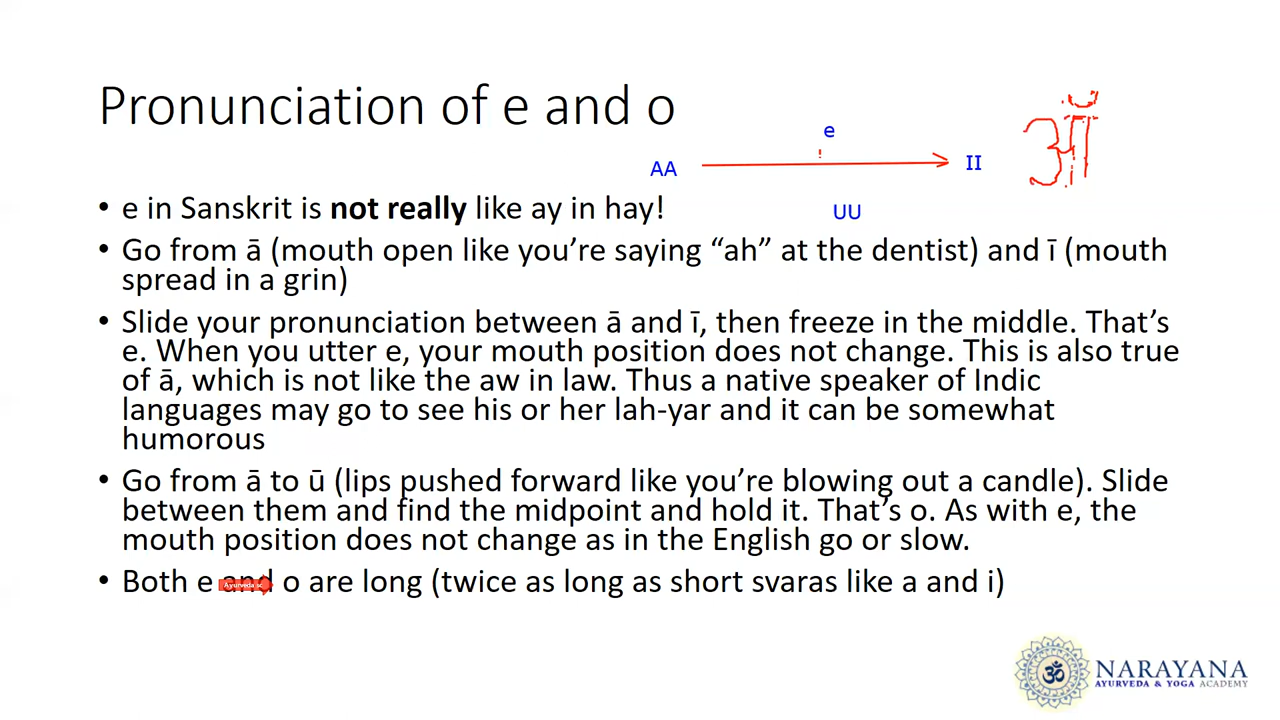 Pronunciation of e and o
e
AA
II
UU
• e in Sanskrit is not really like ay in hay!
• Go from ā (mouth open like you’re saying “ah” at the dentist) and ī (mouth
spread in a grin)
• Slide your pronunciation between ā and ī, then freeze in the middle. That’s
e. When you utter e, your mouth position does not change. This is also true
of ā, which is not like the aw in law. Thus a native speaker of Indic
languages may go to see his or her lah-yar and it can be somewhat
humorous
• Go from ā to ū (lips pushed forward like you’re blowing out a candle). Slide
between them and find the midpoint and hold it. That’s o. As with e, the
mouth position does not change as in the English go or slow.
• Both e and o are long (twice as long as short svaras like a and i)
ॐ
NARAYANA
AYURVEDA & YOGA ACADEMY